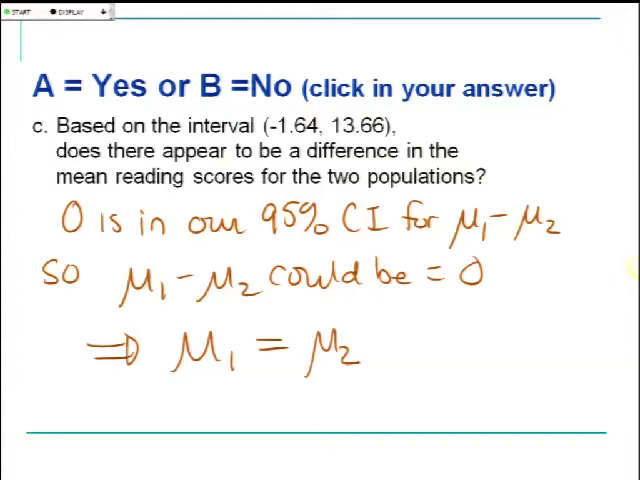 START DISPLAY
A = Yes or B =No (click in your answer)
c. Based on the interval (-1.64, 13.66),
does there appear to be a difference in the
mean reading scores for the two populations?
0 is in our 95% CI for μ₁ - μ₂
so μ₁ - μ₂ could be = 0
⇒ μ₁ = μ₂